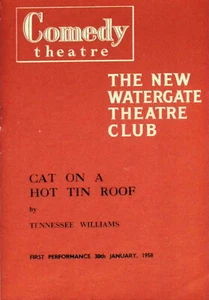 Comedy
theatre
THE NEW
WATERGATE
THEATRE
CLUB
CAT ON A
HOT TIN ROOF
by
TENNESSEE WILLIAMS
FIRST PERFORMANCE 30th JANUARY, 1958